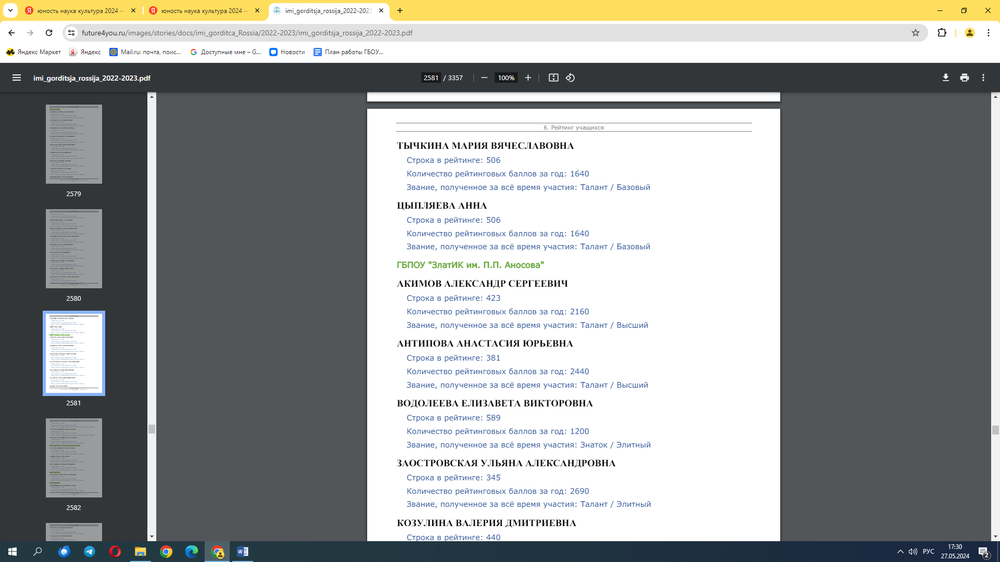 юность наука культура 2024 —
юность наука культура 2024 —
imi_gorditsja_rossija_2022-2023
future4you.ru/images/stories/docs/imi_gorditca_Rossia/2022-2023/imi_gorditsja_rossija_2022-2023.pdf
Яндекс Маркет
Яндекс
Mail.ru: почта, поис...
Доступные мне – G...
Новости
План работы ГБОУ...
imi_gorditsja_rossija_2022-2023.pdf
2581 / 3357
100%
2579
2580
2581
2582
6. Рейтинг учащихся
ТЫЧКИНА МАРИЯ ВЯЧЕСЛАВОВНА
Строка в рейтинге: 506
Количество рейтинговых баллов за год: 1640
Звание, полученное за всё время участия: Талант / Базовый
ЦЫПЛЯЕВА АННА
Строка в рейтинге: 506
Количество рейтинговых баллов за год: 1640
Звание, полученное за всё время участия: Талант / Базовый
ГБПОУ "ЗлатИК им. П.П. Аносова"
АКИМОВ АЛЕКСАНДР СЕРГЕЕВИЧ
Строка в рейтинге: 423
Количество рейтинговых баллов за год: 2160
Звание, полученное за всё время участия: Талант / Высший
АНТИПОВА АНАСТАСИЯ ЮРЬЕВНА
Строка в рейтинге: 381
Количество рейтинговых баллов за год: 2440
Звание, полученное за всё время участия: Талант / Высший
ВОДОЛЕЕВА ЕЛИЗАВЕТА ВИКТОРОВНА
Строка в рейтинге: 589
Количество рейтинговых баллов за год: 1200
Звание, полученное за всё время участия: Знаток / Элитный
ЗАОСТРОВСКАЯ УЛЬЯНА АЛЕКСАНДРОВНА
Строка в рейтинге: 345
Количество рейтинговых баллов за год: 2690
Звание, полученное за всё время участия: Талант / Элитный
КОЗУЛИНА ВАЛЕРИЯ ДМИТРИЕВНА
Строка в рейтинге: 440
РУС
17:30
27.05.2024
2